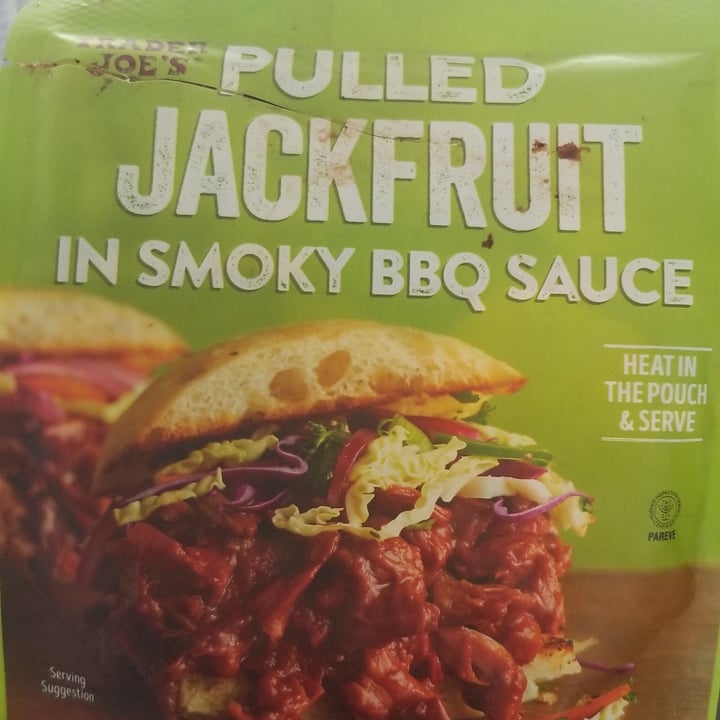 TRADER
JOE'S
PULLED
JACKFRUIT
IN SMOKY BBQ SAUCE
HEAT IN
THE POUCH
& SERVE
PAREVE
Serving
Suggestion